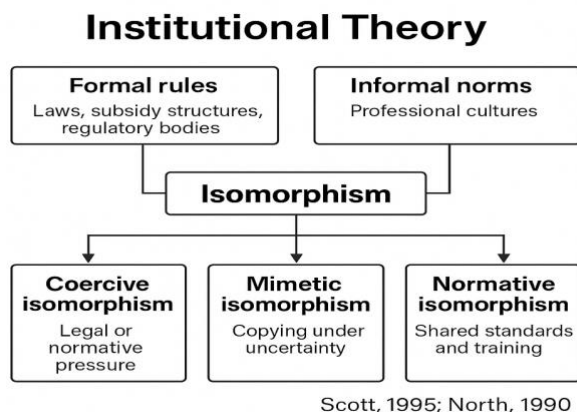 Institutional Theory
Formal rules
Laws, subsidy structures,
regulatory bodies
Informal norms
Professional cultures
Isomorphism
Coercive
isomorphism
Legal or
normative
pressure
Mimetic
isomorphism
Copying under
uncertainty
Normative
isomorphism
Shared standards
and training
Scott, 1995; North, 1990